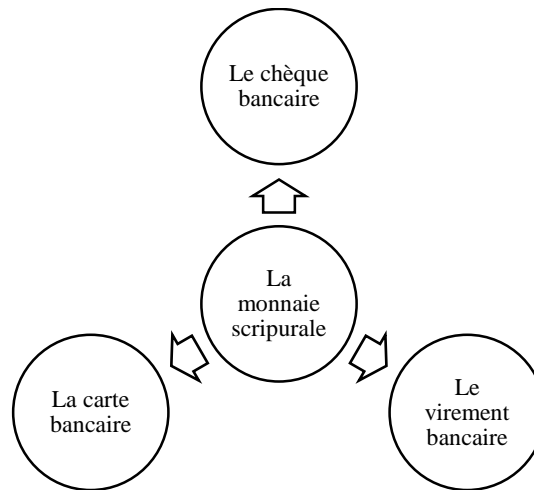 Le chèque
bancaire
La
monnaie
scripurale
La carte
bancaire
Le
virement
bancaire